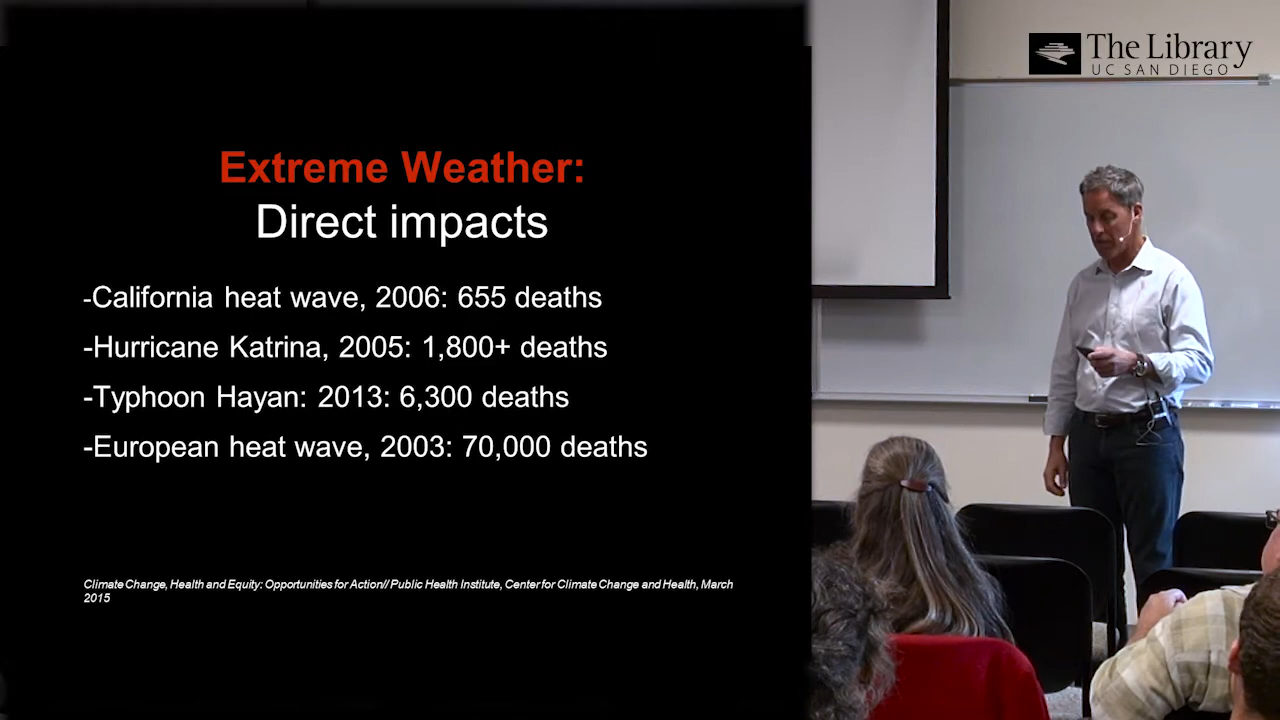 The Library
UC SAN DIEGO
Extreme Weather:
Direct impacts
-California heat wave, 2006: 655 deaths
-Hurricane Katrina, 2005: 1,800+ deaths
-Typhoon Hayan: 2013: 6,300 deaths
-European heat wave, 2003: 70,000 deaths
Climate Change, Health and Equity: Opportunities for Action// Public Health Institute, Center for Climate Change and Health, March
2015